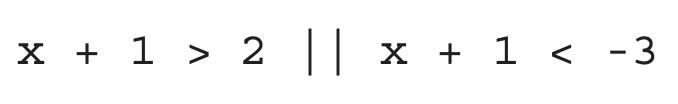 x + 1 > 2 || x + 1 < -3